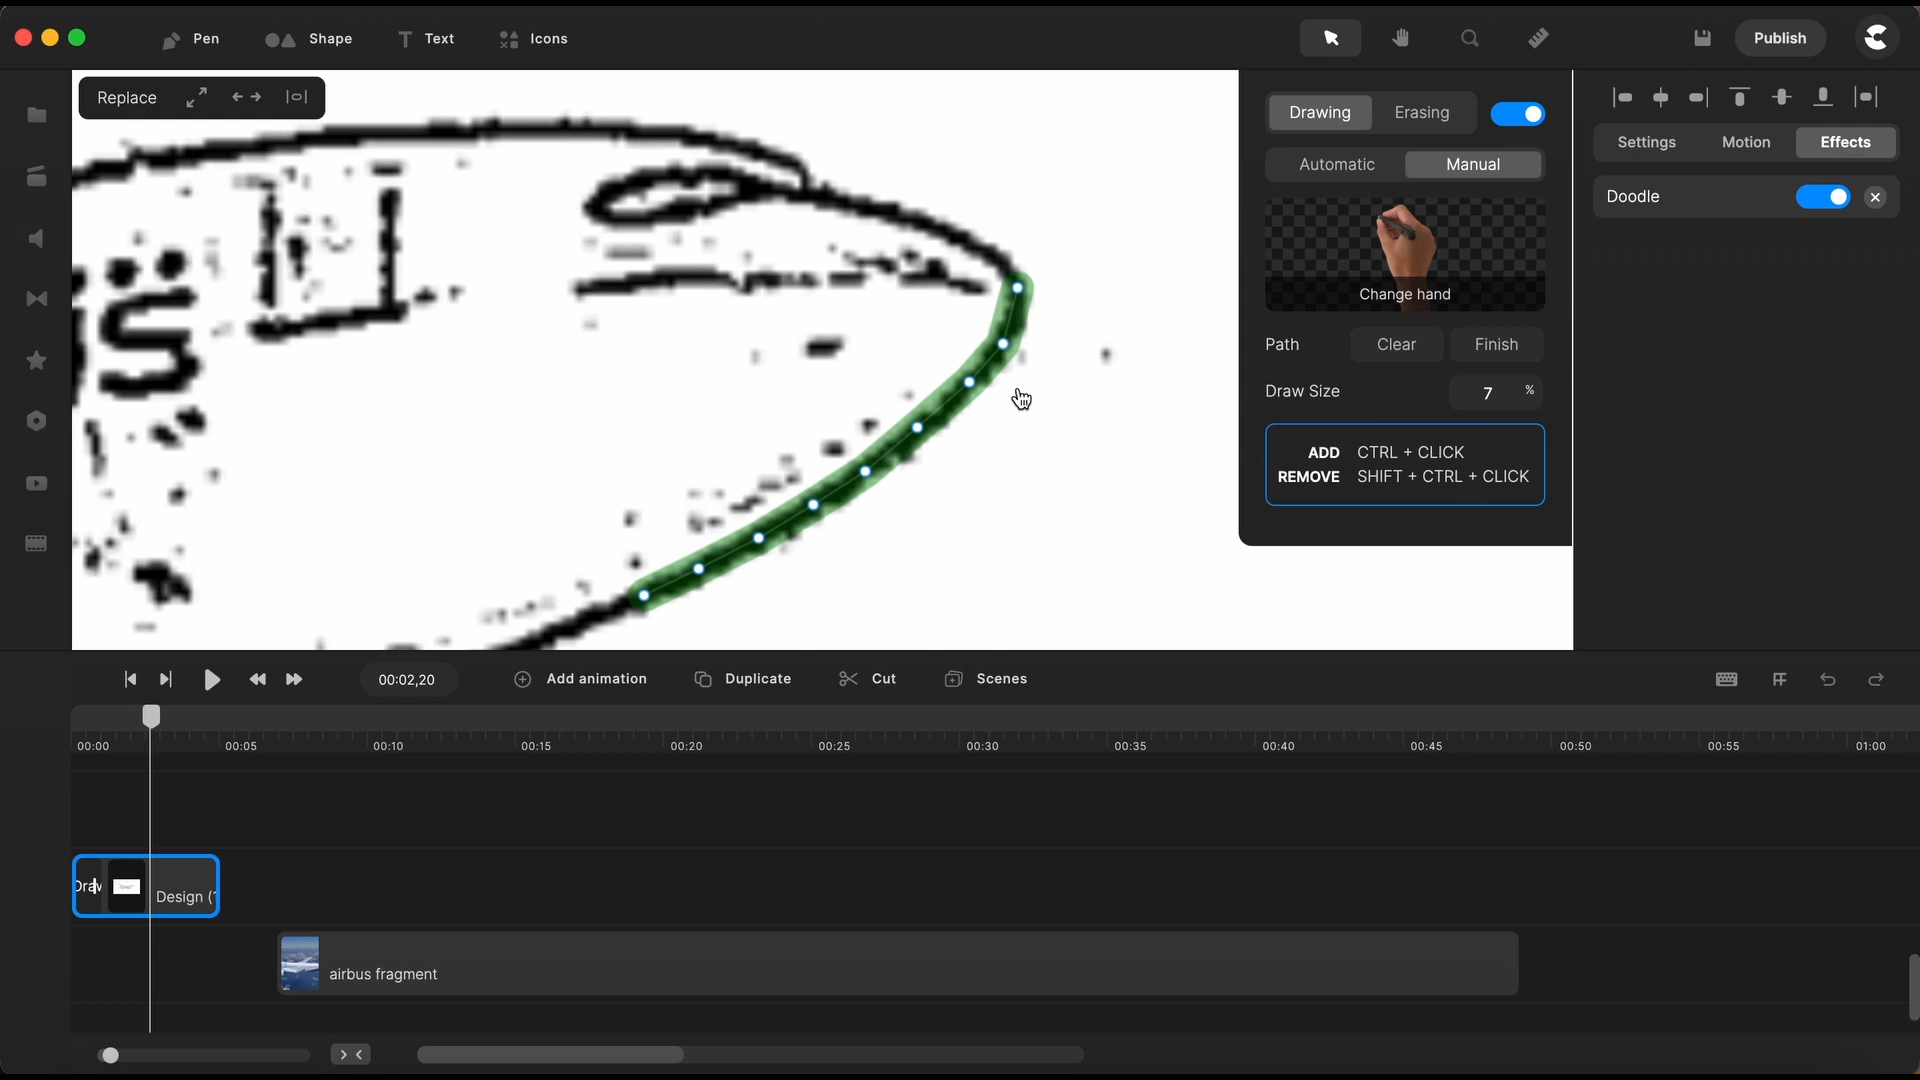 Pen
Shape
Text
Icons
Publish
Replace
Drawing
Erasing
Automatic
Manual
Change hand
Path
Clear
Finish
Draw Size
7
%
ADD CTRL + CLICK
REMOVE SHIFT + CTRL + CLICK
Settings
Motion
Effects
Doodle
S
00:02,20
Add animation
Duplicate
Cut
Scenes
00:00
00:05
00:10
00:15
00:20
00:25
00:30
00:35
00:40
00:45
00:50
00:55
01:00
Draw
Design (1
airbus fragment